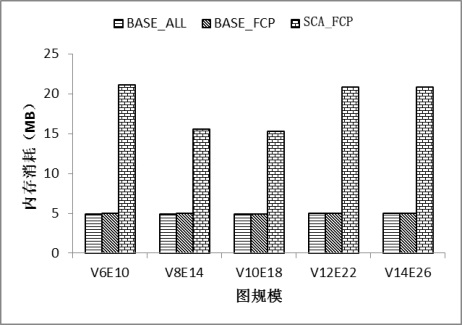 BASE_ALL BASE_FCP SCA_FCP
25
20
15
10
5
0
内存消耗（MB）
V6E10 V8E14 V10E18 V12E22 V14E26
图规模